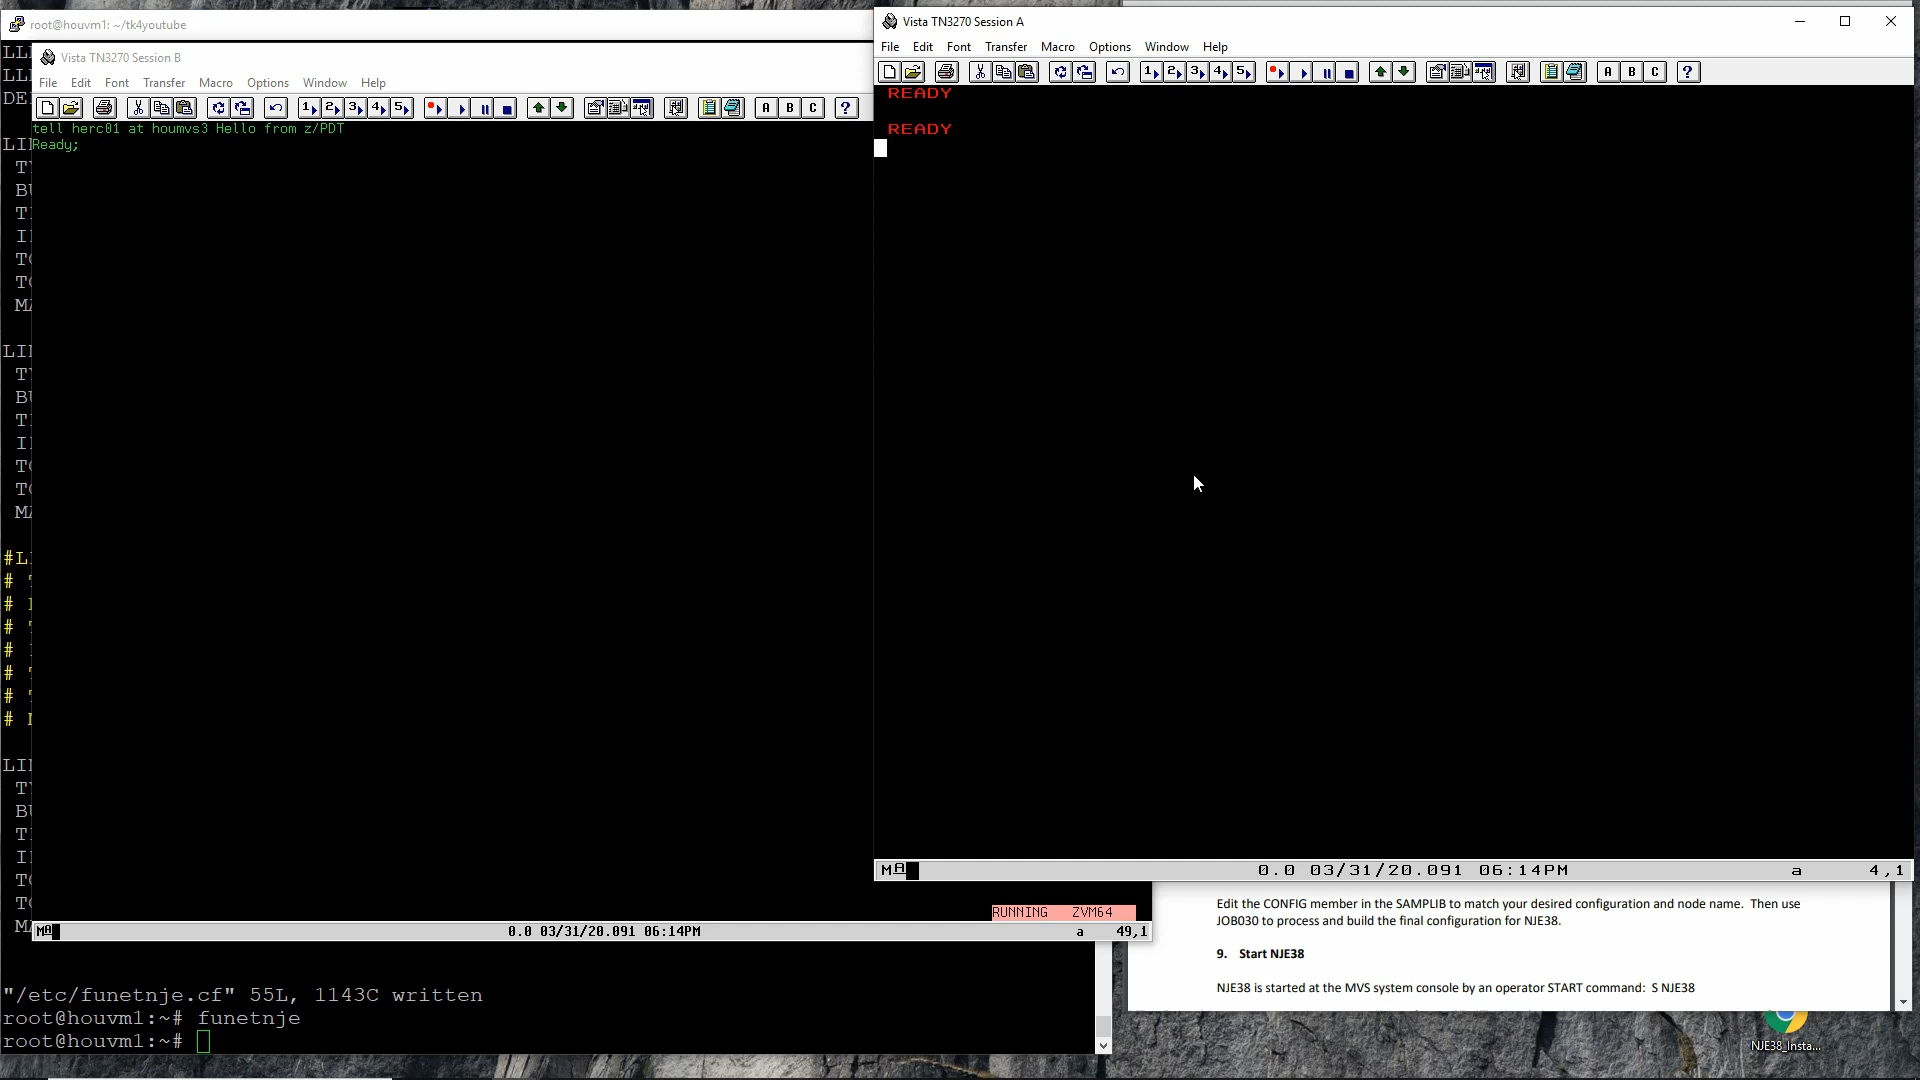 root@houvm1: ~/tk4youtube
Vista TN3270 Session B
File Edit Font Transfer Macro Options Window Help
tell herc01 at houmvs3 Hello from z/PDT
Ready;
RUNNING ZVM64
MA 0.0 03/31/20.091 06:14PM a 49,1
Vista TN3270 Session A
File Edit Font Transfer Macro Options Window Help
1 2 3 4 5 A B C ?
READY
READY
MA 0.0 03/31/20.091 06:14PM a 4,1
"/etc/funetnje.cf" 55L, 1143C written
root@houvm1:~# funetnje
root@houvm1:~#
Edit the CONFIG member in the SAMPLIB to match your desired configuration and node name. Then use
JOB030 to process and build the final configuration for NJE38.
9. Start NJE38
NJE38 is started at the MVS system console by an operator START command: S NJE38
NJE38_Insta...